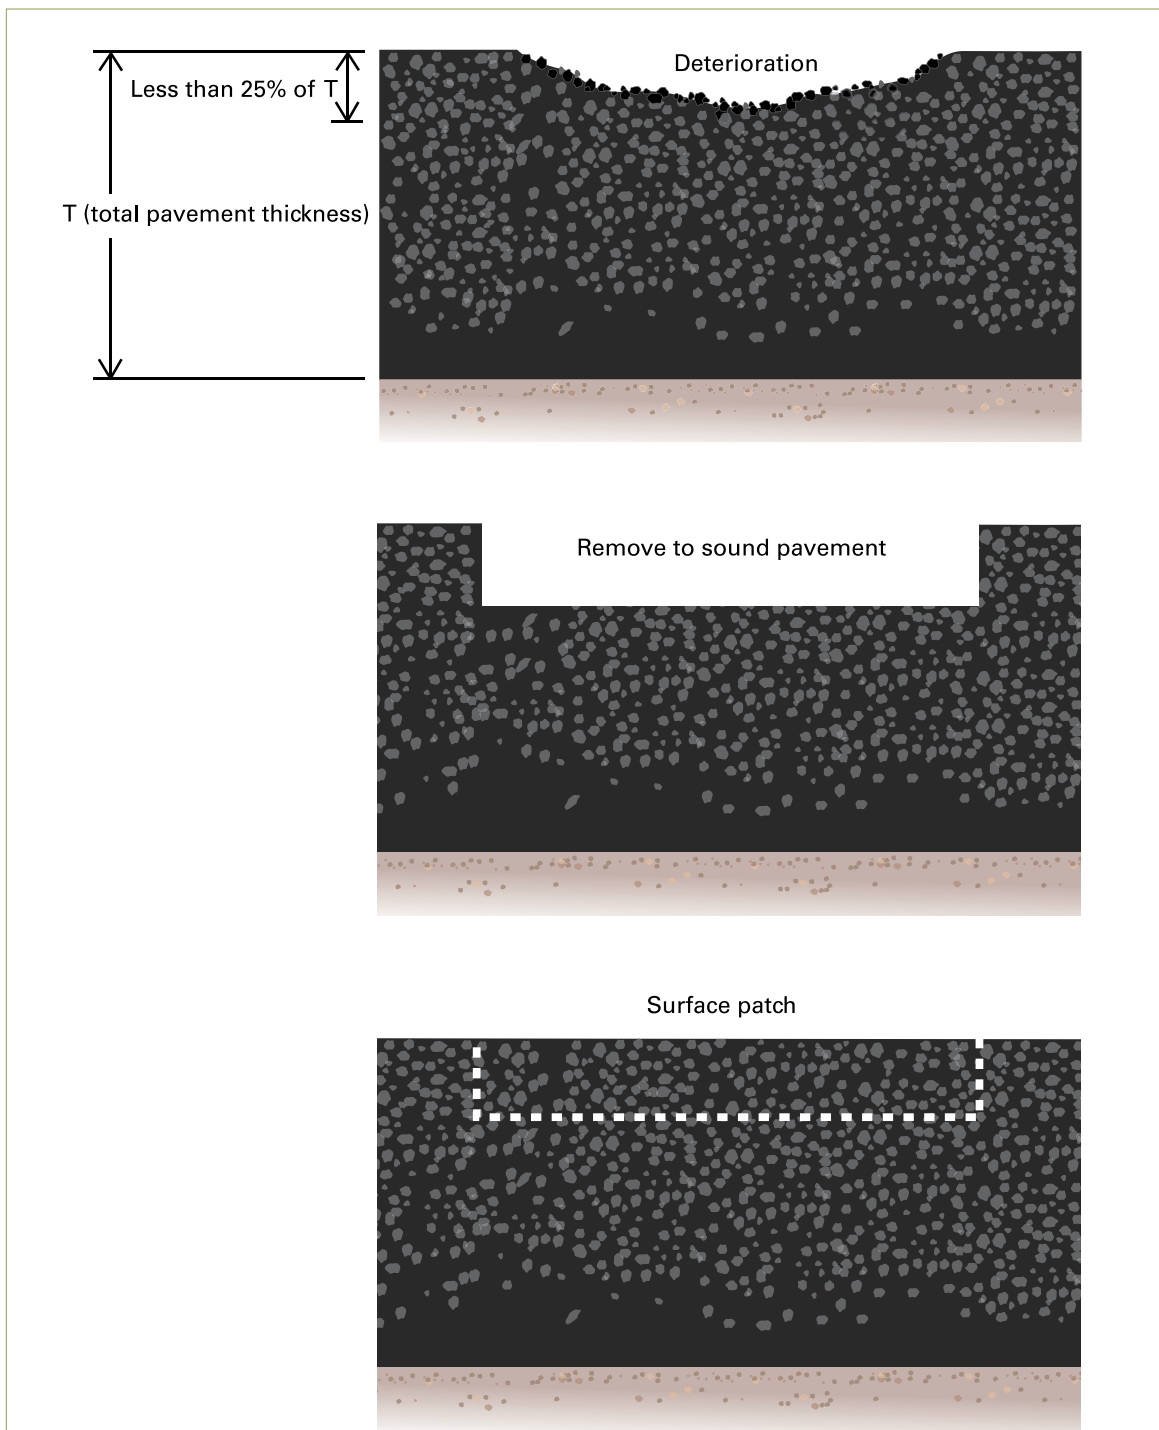 Deterioration
Less than 25% of T
T (total pavement thickness)
Remove to sound pavement
Surface patch